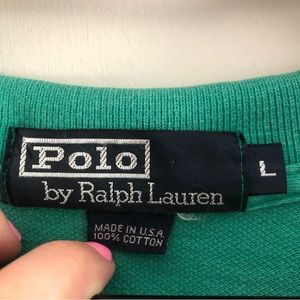 Polo
by Ralph Lauren
L
MADE IN U.S.A.
100% COTTON